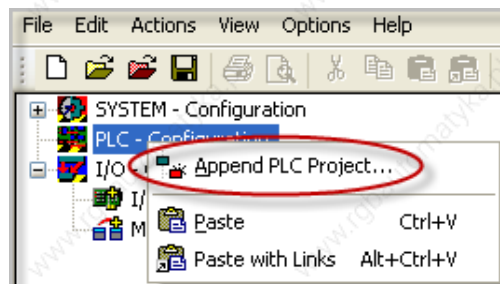 File Edit Actions View Options Help
SYSTEM - Configuration
PLC - Configuration
Append PLC Project...
I/O -
I/
Paste Ctrl+V
M
Paste with Links Alt+Ctrl+V